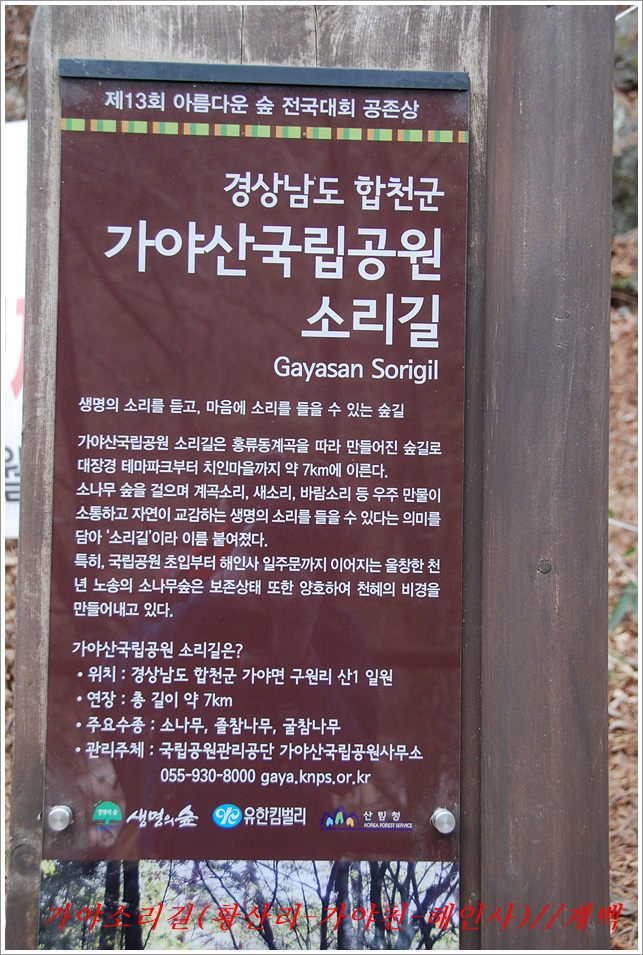 제13회 아름다운 숲 전국대회 공존상
경상남도 합천군
가야산국립공원
소리길
Gayasan Sorigil
생명의 소리를 듣고, 마음에 소리를 들을 수 있는 숲길
가야산국립공원 소리길은 홍류동계곡을 따라 만들어진 숲길로
대장경 테마파크부터 치인마을까지 약 7km에 이른다.
소나무 숲을 걸으며 계곡소리, 새소리, 바람소리 등 우주 만물이
소통하고 자연이 교감하는 생명의 소리를 들을 수 있다는 의미를
담아 '소리길'이라 이름 붙여졌다.
특히, 국립공원 초입부터 해인사 일주문까지 이어지는 울창한 천
년 노송의 소나무숲은 보존상태 또한 양호하여 천혜의 비경을
만들어내고 있다.
가야산국립공원 소리길은?
• 위치 : 경상남도 합천군 가야면 구원리 산1 일원
• 연장 : 총 길이 약 7km
• 주요수종 : 소나무, 졸참나무, 굴참나무
• 관리주체 : 국립공원관리공단 가야산국립공원사무소
055-930-8000 gaya.knps.or.kr
생명의 숲 생명의숲 유한킴벌리 산림청
KOREA FOREST SERVICE
가야소리길(황산리-가야천-해인사)//개백